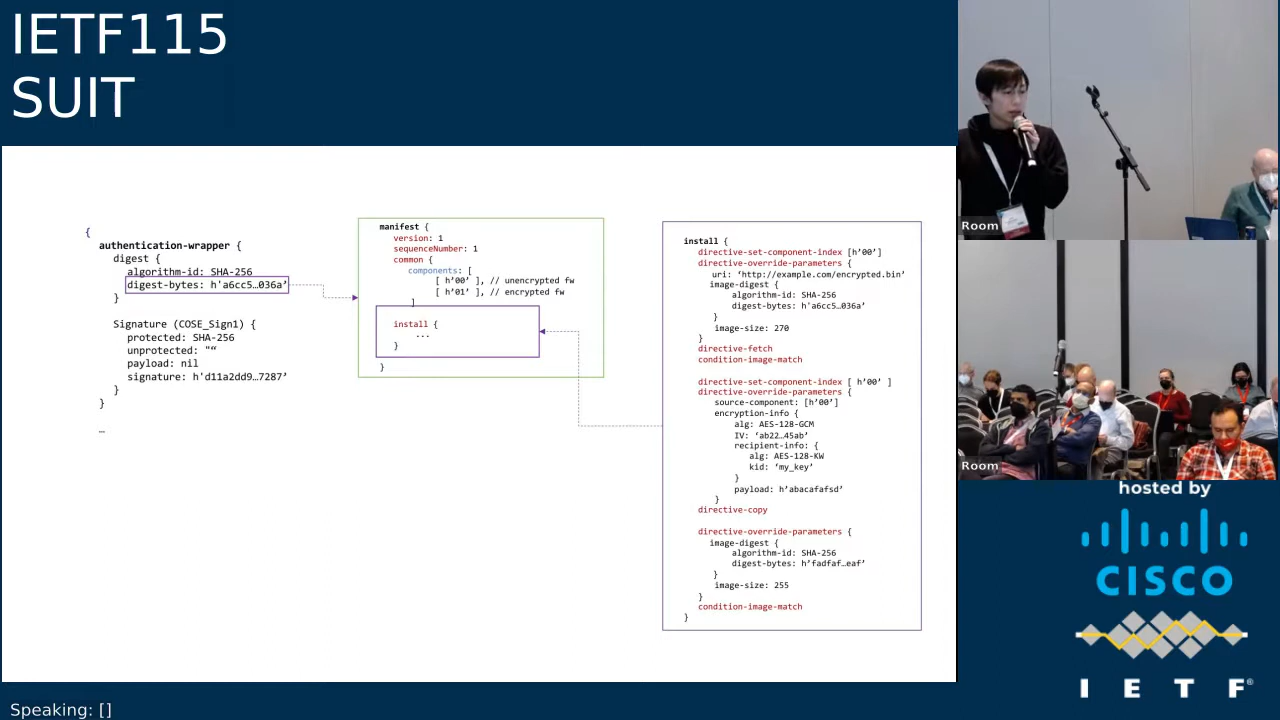 IETF115
SUIT
{
authentication-wrapper {
digest {
algorithm-id: SHA-256
digest-bytes: h'a6cc5…036a’
}
Signature (COSE_Sign1) {
protected: SHA-256
unprotected: "“
payload: nil
signature: h'd11a2dd9…7287’
}
}
…
manifest {
version: 1
sequenceNumber: 1
common {
components: [
[ h’00’ ], // unencrypted fw
[ h’01’ ], // encrypted fw
]
install {
...
}
}
install {
directive-set-component-index [h’00’]
directive-override-parameters {
uri: ‘http://example.com/encrypted.bin’
image-digest {
algorithm-id: SHA-256
digest-bytes: h'a6cc5…036a’
}
image-size: 270
}
directive-fetch
condition-image-match
directive-set-component-index [ h’00’ ]
directive-override-parameters {
source-component: [h’00’]
encryption-info {
alg: AES-128-GCM
IV: ‘ab22…45ab’
recipient-info: {
alg: AES-128-KW
kid: ‘my_key’
}
payload: h’abacafafsd’
}
directive-copy
directive-override-parameters {
image-digest {
algorithm-id: SHA-256
digest-bytes: h’fadfaf…eaf’
}
image-size: 255
}
condition-image-match
}
Room
Room
hosted by
CISCO
I E T F®
Speaking: []